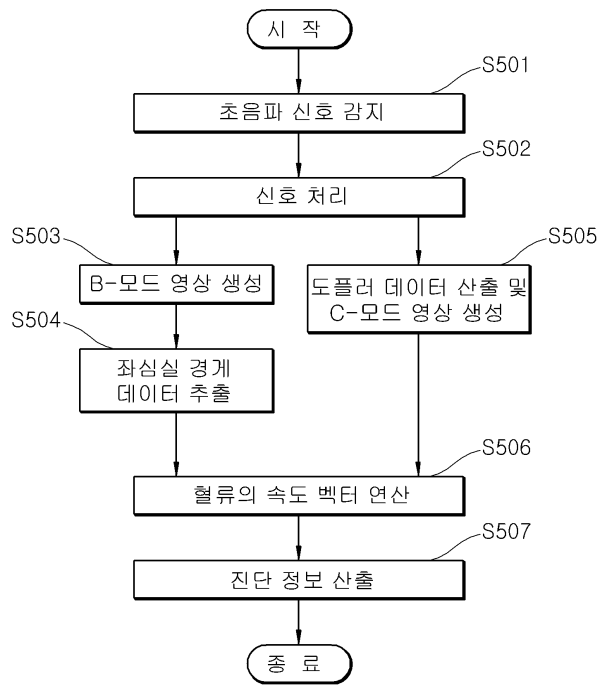 시 작
S501
초음파 신호 감지
S502
신호 처리
S503
B-모드 영상 생성
S505
도플러 데이터 산출 및
C-모드 영상 생성
S504
좌심실 경게
데이터 추출
S506
혈류의 속도 벡터 연산
S507
진단 정보 산출
종 료